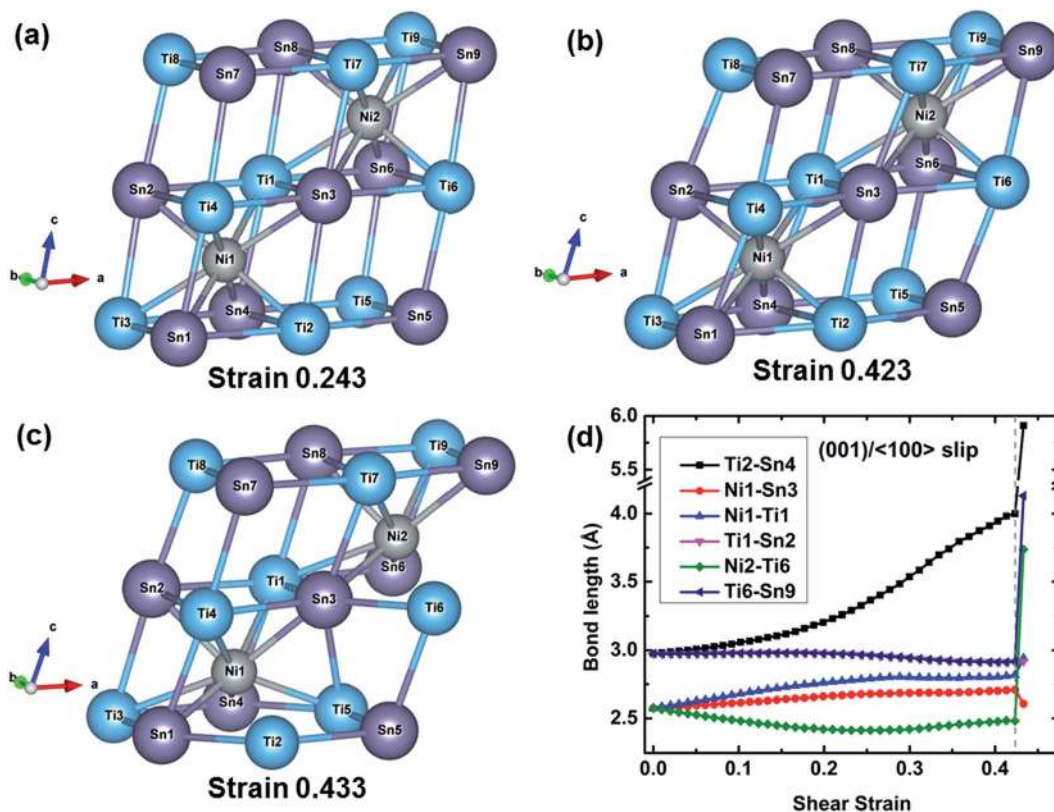 (a)
Ti9
Sn8
Ti8
Ti7
Sn9
Sn7
Ni2
Sn6
Ti1
Sn2
Sn3
Ti6
Ti4
c
Ni1
b
a
Ti5
Sn4
Ti3
Ti2
Sn5
Sn1
Strain 0.243
(b)
Ti9
Sn8
Sn9
Ti8
Ti7
Sn7
Ni2
Sn6
Ti1
Sn2
Sn3
Ti6
Ti4
c
Ni1
b
a
Ti5
Sn4
Ti3
Ti2
Sn5
Sn1
Strain 0.423
(c)
Ti9
Sn8
Ti8
Sn9
Sn7
Ti7
Ni2
Sn6
Ti1
Sn2
Sn3
Ti6
Ti4
c
Ni1
b
a
Sn4
Ti3
Ti5
Sn1
Ti2
Sn5
Strain 0.433
(d)
(001)/<100> slip
Ti2-Sn4
Ni1-Sn3
Ni1-Ti1
Ti1-Sn2
Ni2-Ti6
Ti6-Sn9
Bond length (Å)
6.0
5.5
4.0
3.5
3.0
2.5
0.0 0.1 0.2 0.3 0.4
Shear Strain